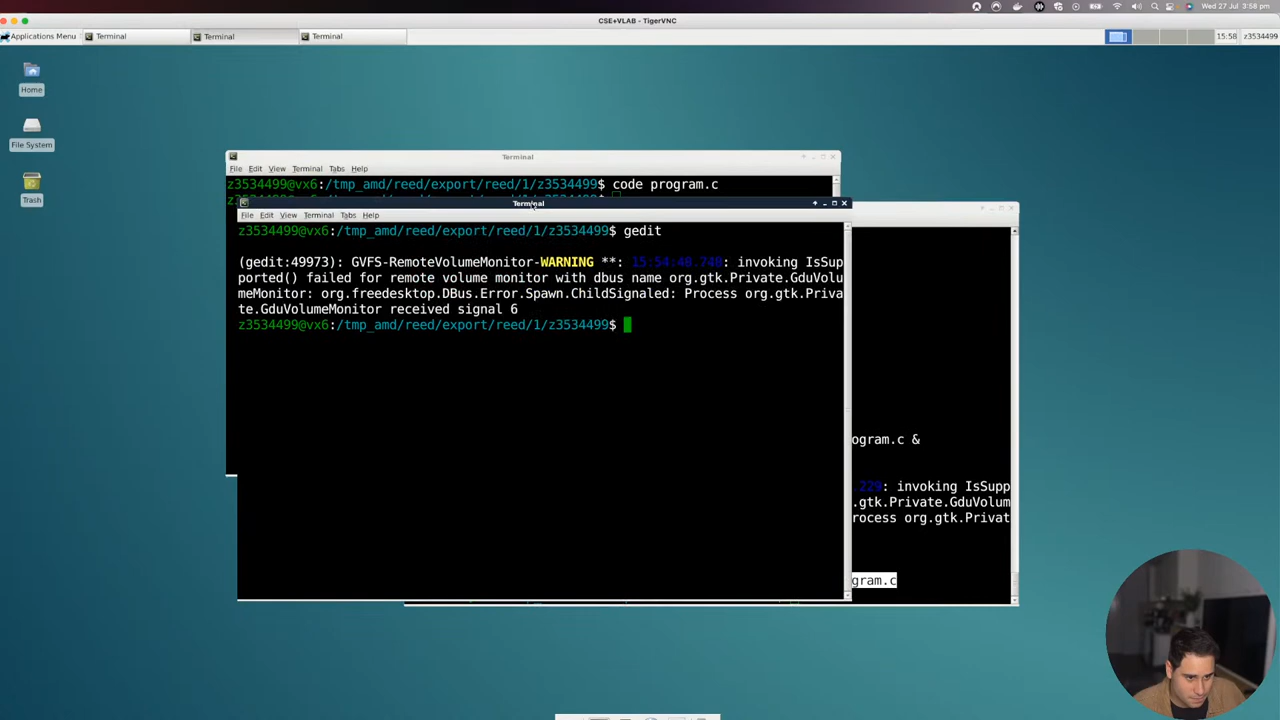 Wed 27 Jul 3:58 pm
CSE+VLAB - TigerVNC
Applications Menu
Terminal
Terminal
Terminal
15:58
z3534499
Home
File System
Trash
Terminal
File Edit View Terminal Tabs Help
z3534499@vx6:/tmp_amd/reed/export/reed/1/z3534499$ code program.c
Terminal
File Edit View Terminal Tabs Help
z3534499@vx6:/tmp_amd/reed/export/reed/1/z3534499$ gedit
(gedit:49973): GVFS-RemoteVolumeMonitor-WARNING **: 15:54:46.740: invoking IsSup
ported() failed for remote volume monitor with dbus name org.gtk.Private.GduVolu
meMonitor: org.freedesktop.DBus.Error.Spawn.ChildSignaled: Process org.gtk.Priva
te.GduVolumeMonitor received signal 6
z3534499@vx6:/tmp_amd/reed/export/reed/1/z3534499$
ogram.c &
.229: invoking IsSupp
.gtk.Private.GduVolum
rocess org.gtk.Privat
gram.c